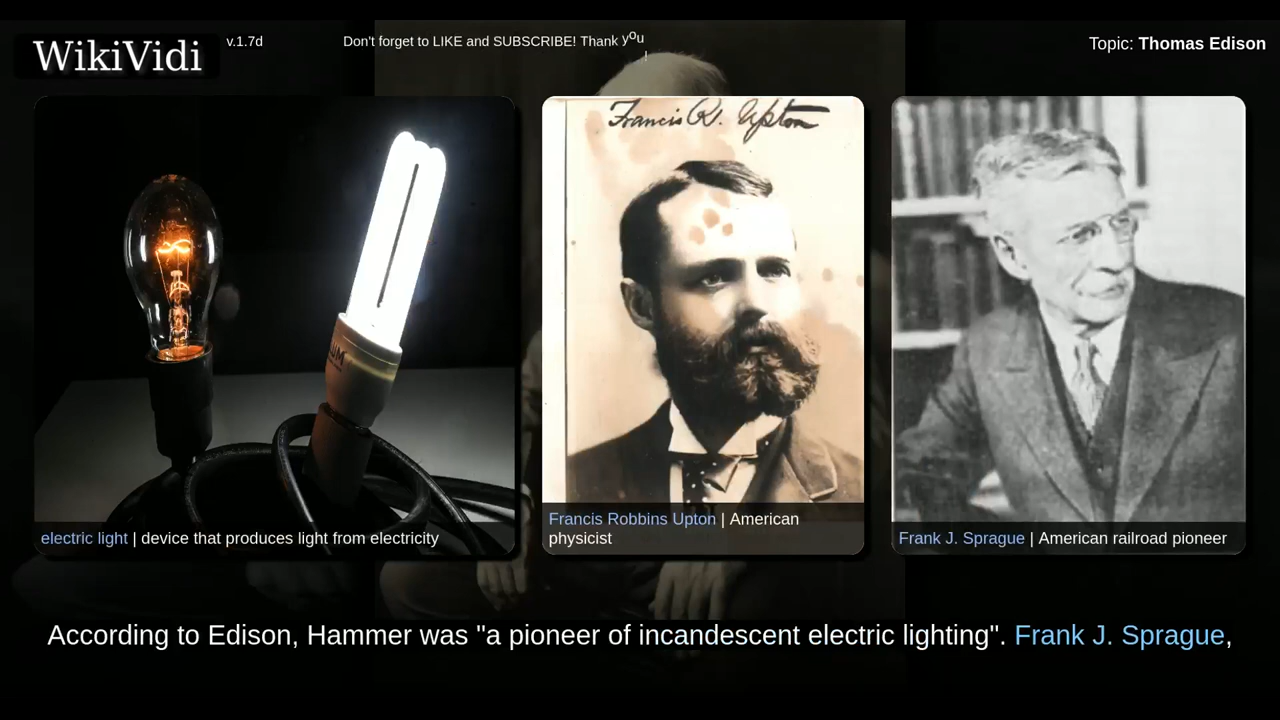 WikiVidi
v.1.7d
Don't forget to LIKE and SUBSCRIBE! Thank you
Topic: Thomas Edison
Francis R. Upton
electric light | device that produces light from electricity
Francis Robbins Upton | American
physicist
Frank J. Sprague | American railroad pioneer
According to Edison, Hammer was "a pioneer of incandescent electric lighting". Frank J. Sprague,